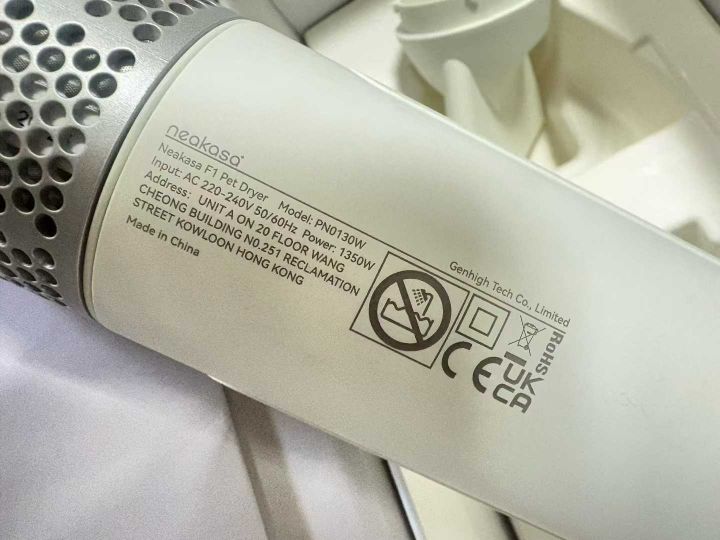 neakasa
Neakasa F1 Pet Dryer Model: PN0130W
Input: AC 220-240V 50/60Hz Power: 1350W
Address: UNIT A ON 20 FLOOR WANG
CHEONG BUILDING N0.251 RECLAMATION
STREET KOWLOON HONG KONG
Made in China
Genhigh Tech Co., Limited
CE
UK
CA
RoHS